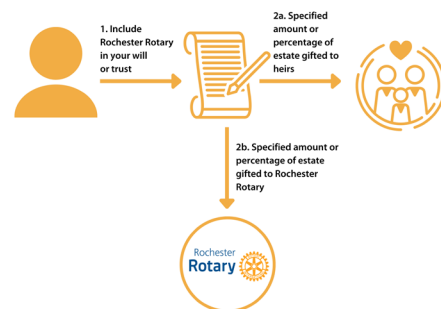 1. Include
Rochester Rotary
in your will
or trust
2a. Specified
amount or
percentage of
estate gifted to
heirs
2b. Specified amount or
percentage of estate
gifted to Rochester
Rotary
Rochester
Rotary